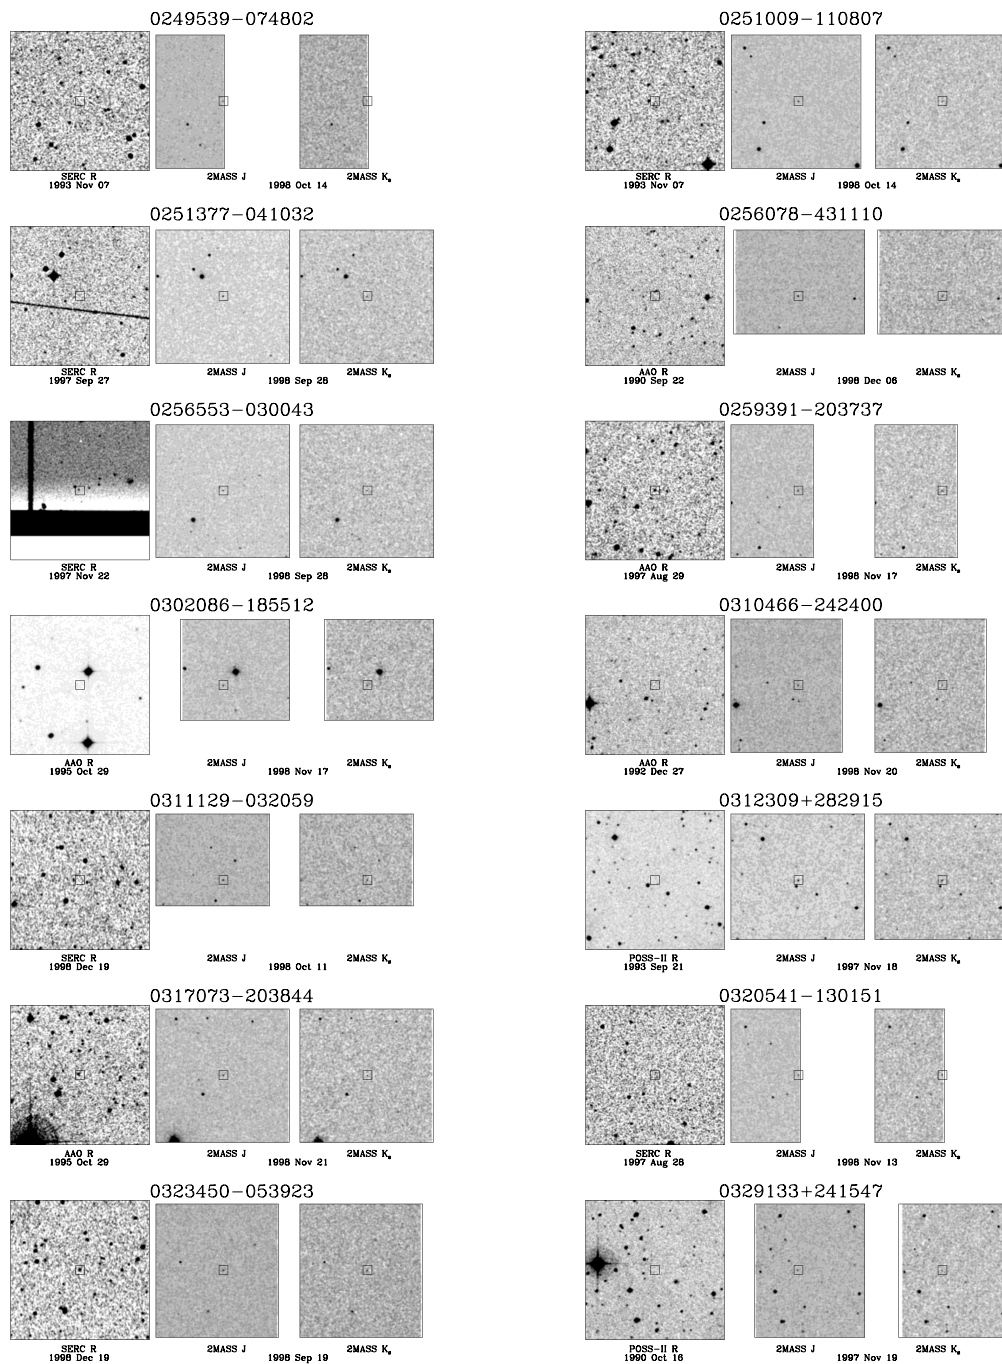 0249539-074802
SERC R 2MASS J 2MASS Ks
1993 Nov 07 1998 Oct 14
0251009-110807
SERC R 2MASS J 2MASS Ks
1993 Nov 07 1998 Oct 14
0251377-041032
SERC R 2MASS J 2MASS Ks
1997 Sep 27 1998 Sep 28
0256078-431110
AAO R 2MASS J 2MASS Ks
1990 Sep 22 1998 Dec 06
0256553-030043
SERC R 2MASS J 2MASS Ks
1997 Nov 22 1998 Sep 28
0259391-203737
AAO R 2MASS J 2MASS Ks
1997 Aug 29 1998 Nov 17
0302086-185512
AAO R 2MASS J 2MASS Ks
1995 Oct 29 1998 Nov 17
0310466-242400
AAO R 2MASS J 2MASS Ks
1992 Dec 27 1998 Nov 20
0311129-032059
SERC R 2MASS J 2MASS Ks
1998 Dec 19 1998 Oct 11
0312309+282915
POSS-II R 2MASS J 2MASS Ks
1993 Sep 21 1997 Nov 18
0317073-203844
AAO R 2MASS J 2MASS Ks
1995 Oct 29 1998 Nov 21
0320541-130151
SERC R 2MASS J 2MASS Ks
1997 Aug 28 1998 Nov 13
0323450-053923
SERC R 2MASS J 2MASS Ks
1998 Dec 19 1998 Sep 19
0329133+241547
POSS-II R 2MASS J 2MASS Ks
1990 Oct 16 1997 Nov 19